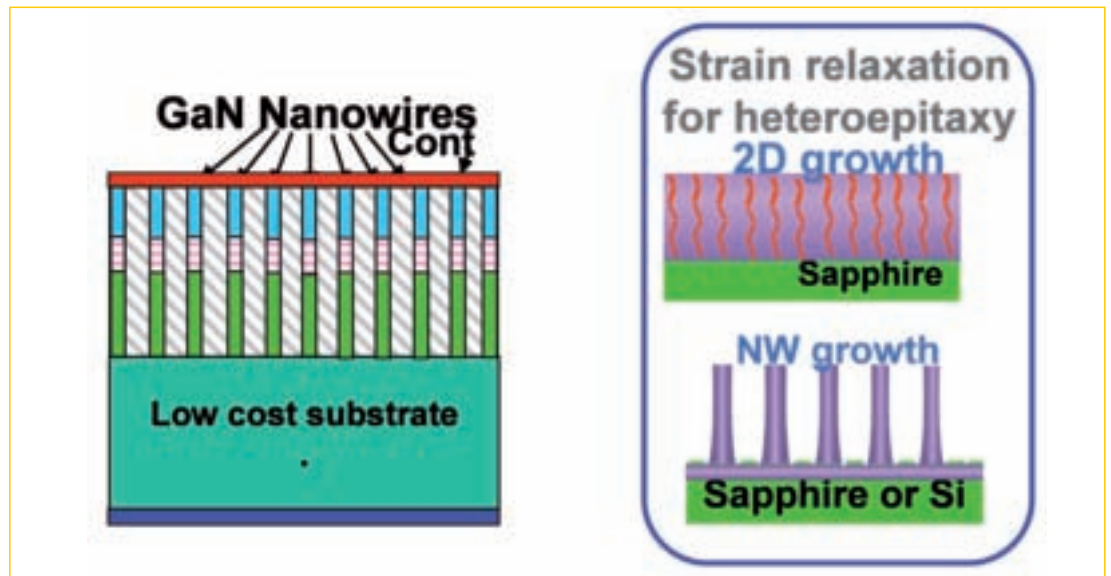 GaN Nanowires
Cont
Low cost substrate
Strain relaxation
for heteroepitaxy
2D growth
Sapphire
NW growth
Sapphire or Si